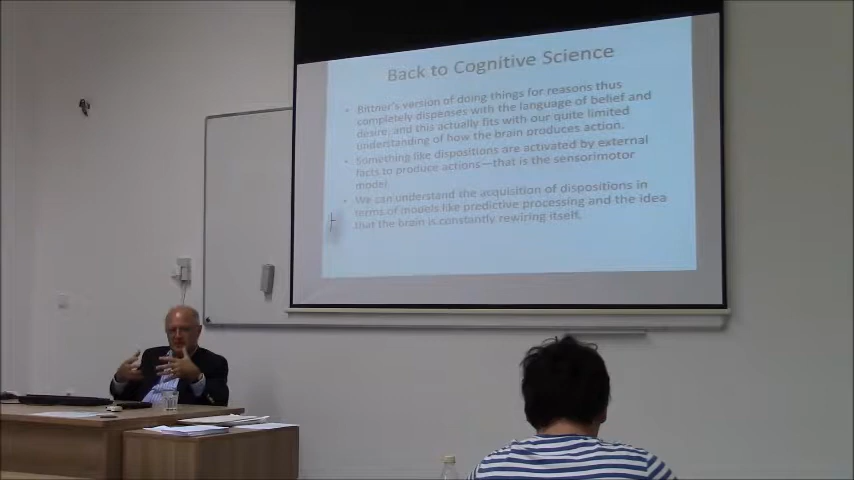 Back to Cognitive Science
• Bittner's version of doing things for reasons thus
completely dispenses with the language of belief and
desire, and this actually fits with our quite limited
understanding of how the brain produces action.
• Something like dispositions are activated by external
facts to produce actions—that is the sensorimotor
model.
• We can understand the acquisition of dispositions in
terms of models like predictive processing and the idea
that the brain is constantly rewiring itself.